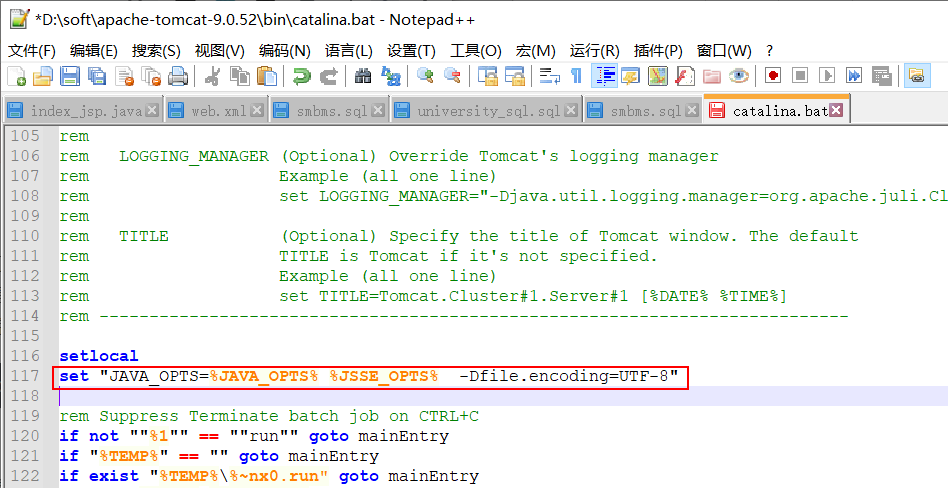 *D:\soft\apache-tomcat-9.0.52\bin\catalina.bat - Notepad++
文件(F) 编辑(E) 搜索(S) 视图(V) 编码(N) 语言(L) 设置(T) 工具(O) 宏(M) 运行(R) 插件(P) 窗口(W) ?
index_jsp.java web.xml smbms.sql university_sql.sql smbms.sql catalina.bat
105 rem
106 rem   LOGGING_MANAGER (Optional) Override Tomcat's logging manager
107 rem                   Example (all one line)
108 rem                   set LOGGING_MANAGER="-Djava.util.logging.manager=org.apache.juli.Cl
109 rem
110 rem   TITLE           (Optional) Specify the title of Tomcat window. The default
111 rem                   TITLE is Tomcat if it's not specified.
112 rem                   Example (all one line)
113 rem                   set TITLE=Tomcat.Cluster#1.Server#1 [%DATE% %TIME%]
114 rem ---------------------------------------------------------------------------
115
116 setlocal
117 set "JAVA_OPTS=%JAVA_OPTS% %JSSE_OPTS%  -Dfile.encoding=UTF-8"
118
119 rem Suppress Terminate batch job on CTRL+C
120 if not ""%1"" == ""run"" goto mainEntry
121 if "%TEMP%" == "" goto mainEntry
122 if exist "%TEMP%\%~nx0.run" goto mainEntry